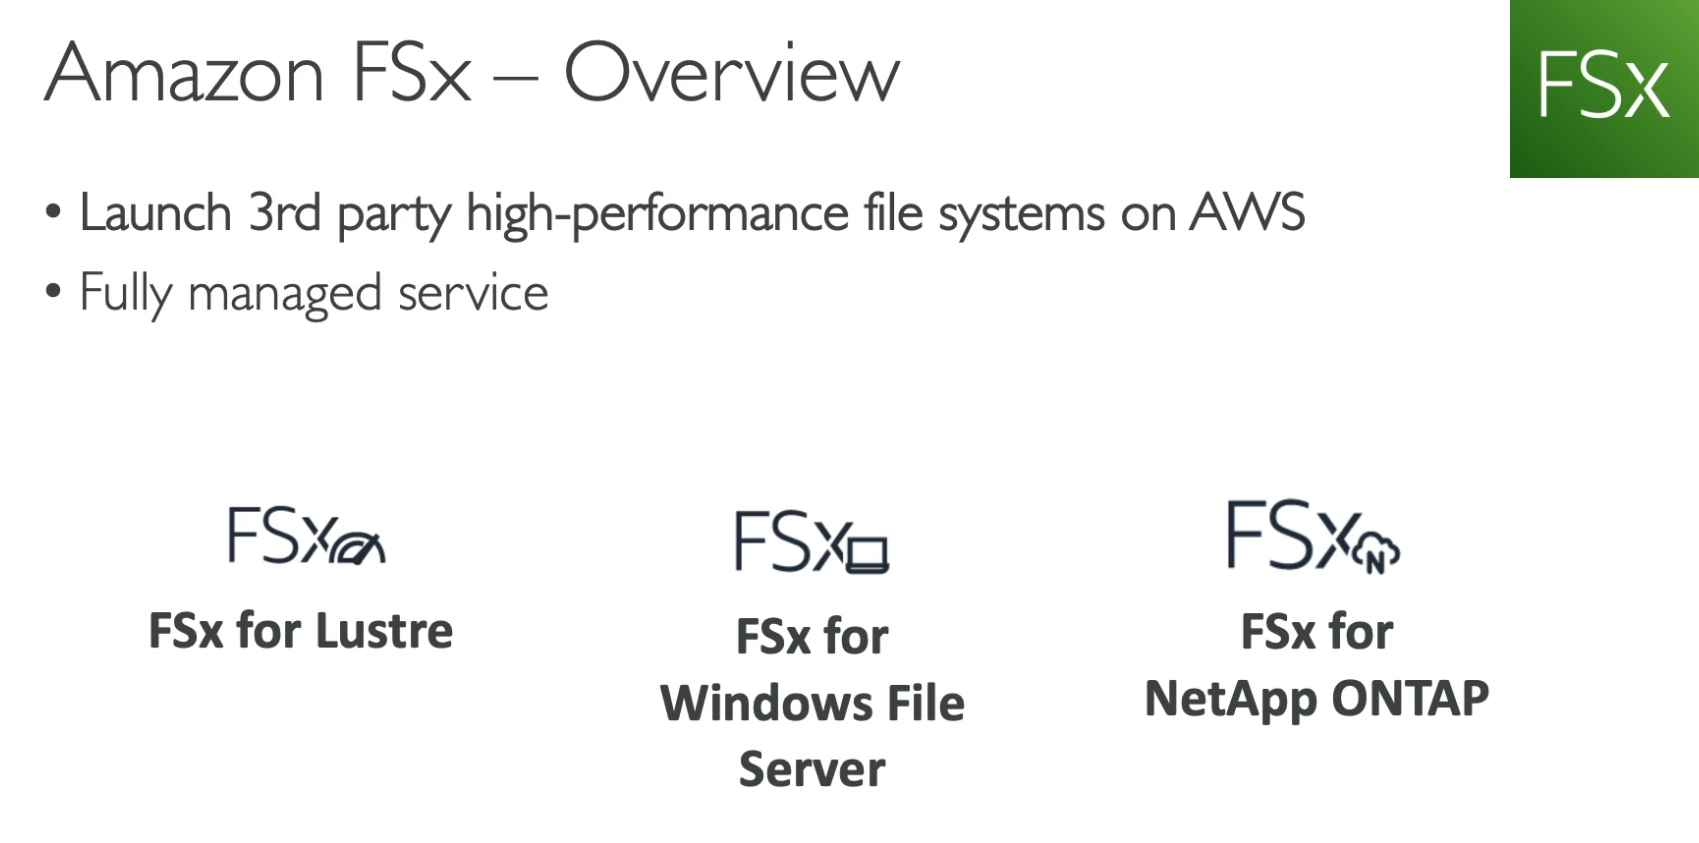 Amazon FSx – Overview
FSx
• Launch 3rd party high-performance file systems on AWS
• Fully managed service
FSx
FSx for Lustre
FSx
FSx for
Windows File
Server
FSx
N
FSx for
NetApp ONTAP